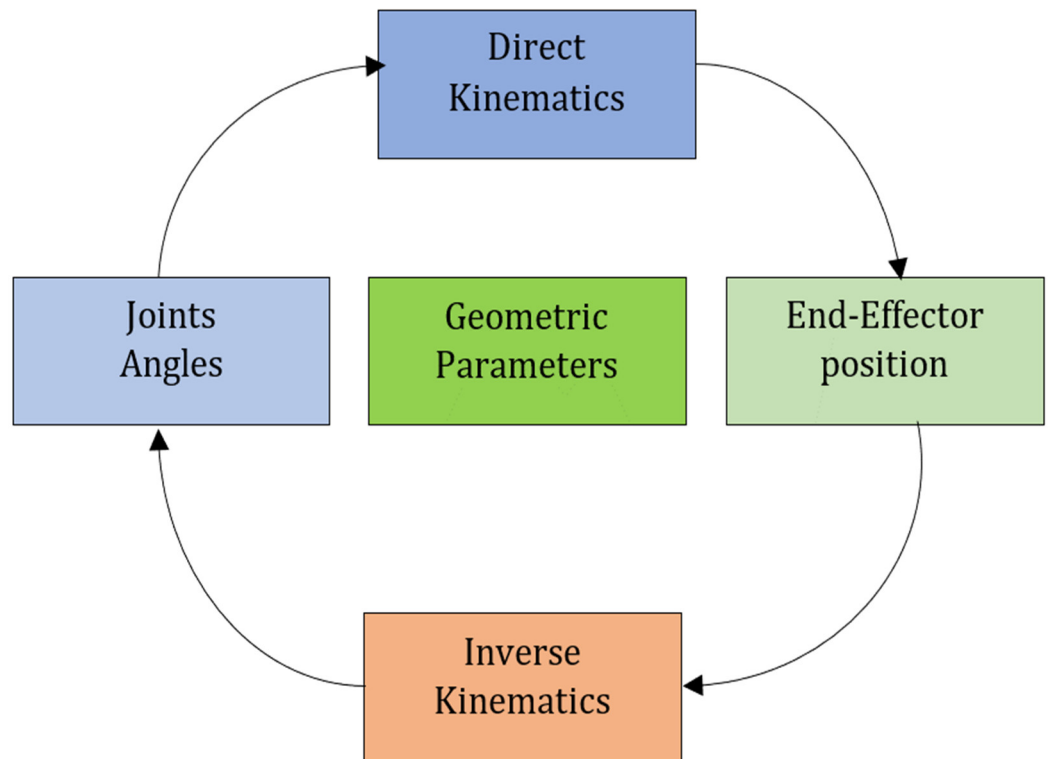 Direct
Kinematics
Joints
Angles
Geometric
Parameters
End-Effector
position
Inverse
Kinematics